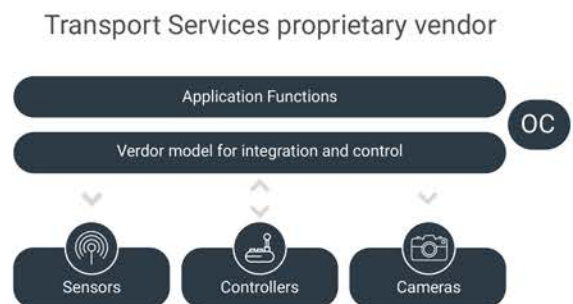 Transport Services proprietary vendor
Application Functions
OC
Verdor model for integration and control
Sensors
Controllers
Cameras